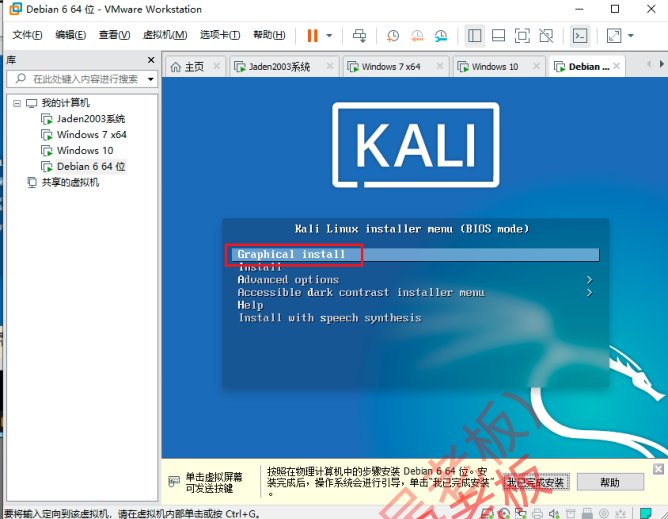 Debian 6 64 位 - VMware Workstation
文件(F) 编辑(E) 查看(V) 虚拟机(M) 选项卡(T) 帮助(H)
库
在此处键入内容进行搜索
我的计算机
Jaden2003系统
Windows 7 x64
Windows 10
Debian 6 64 位
共享的虚拟机
主页 Jaden2003系统 Windows 7 x64 Windows 10 Debian ...
KALI
Kali Linux installer menu (BIOS mode)
Graphical install
Install
Advanced options >
Accessible dark contrast installer menu >
Help
Install with speech synthesis
单击虚拟屏幕
可发送按键
按照在物理计算机中的步骤安装 Debian 6 64 位。安
装完成后，操作系统会进行引导，单击“我已完成安装”
。
我已完成安装 帮助
要将输入定向到该虚拟机，请在虚拟机内部单击或按 Ctrl+G。
老板）
老板